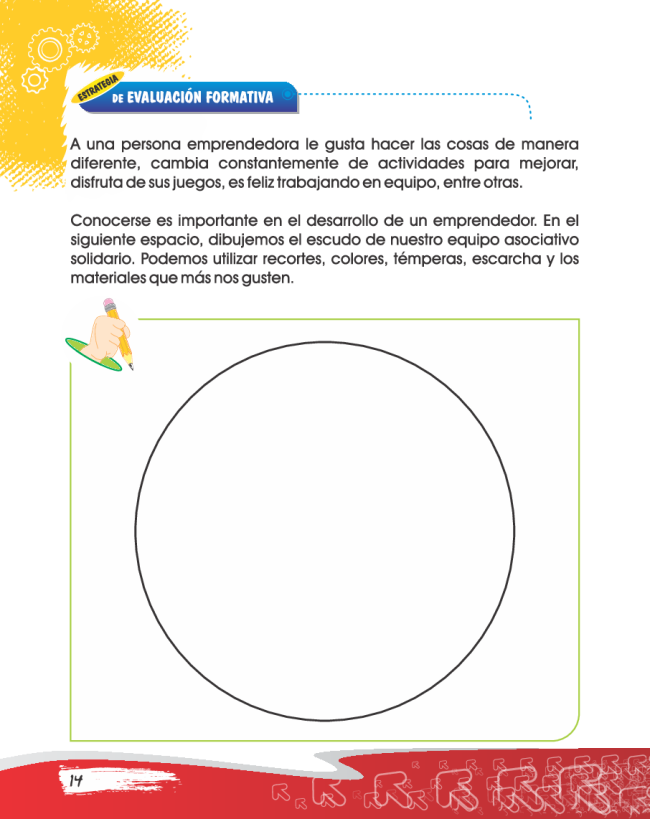 ESTRATEGIA
DE EVALUACIÓN FORMATIVA
A una persona emprendedora le gusta hacer las cosas de manera
diferente, cambia constantemente de actividades para mejorar,
disfruta de sus juegos, es feliz trabajando en equipo, entre otras.
Conocerse es importante en el desarrollo de un emprendedor. En el
siguiente espacio, dibujemos el escudo de nuestro equipo asociativo
solidario. Podemos utilizar recortes, colores, témperas, escarcha y los
materiales que más nos gusten.
14